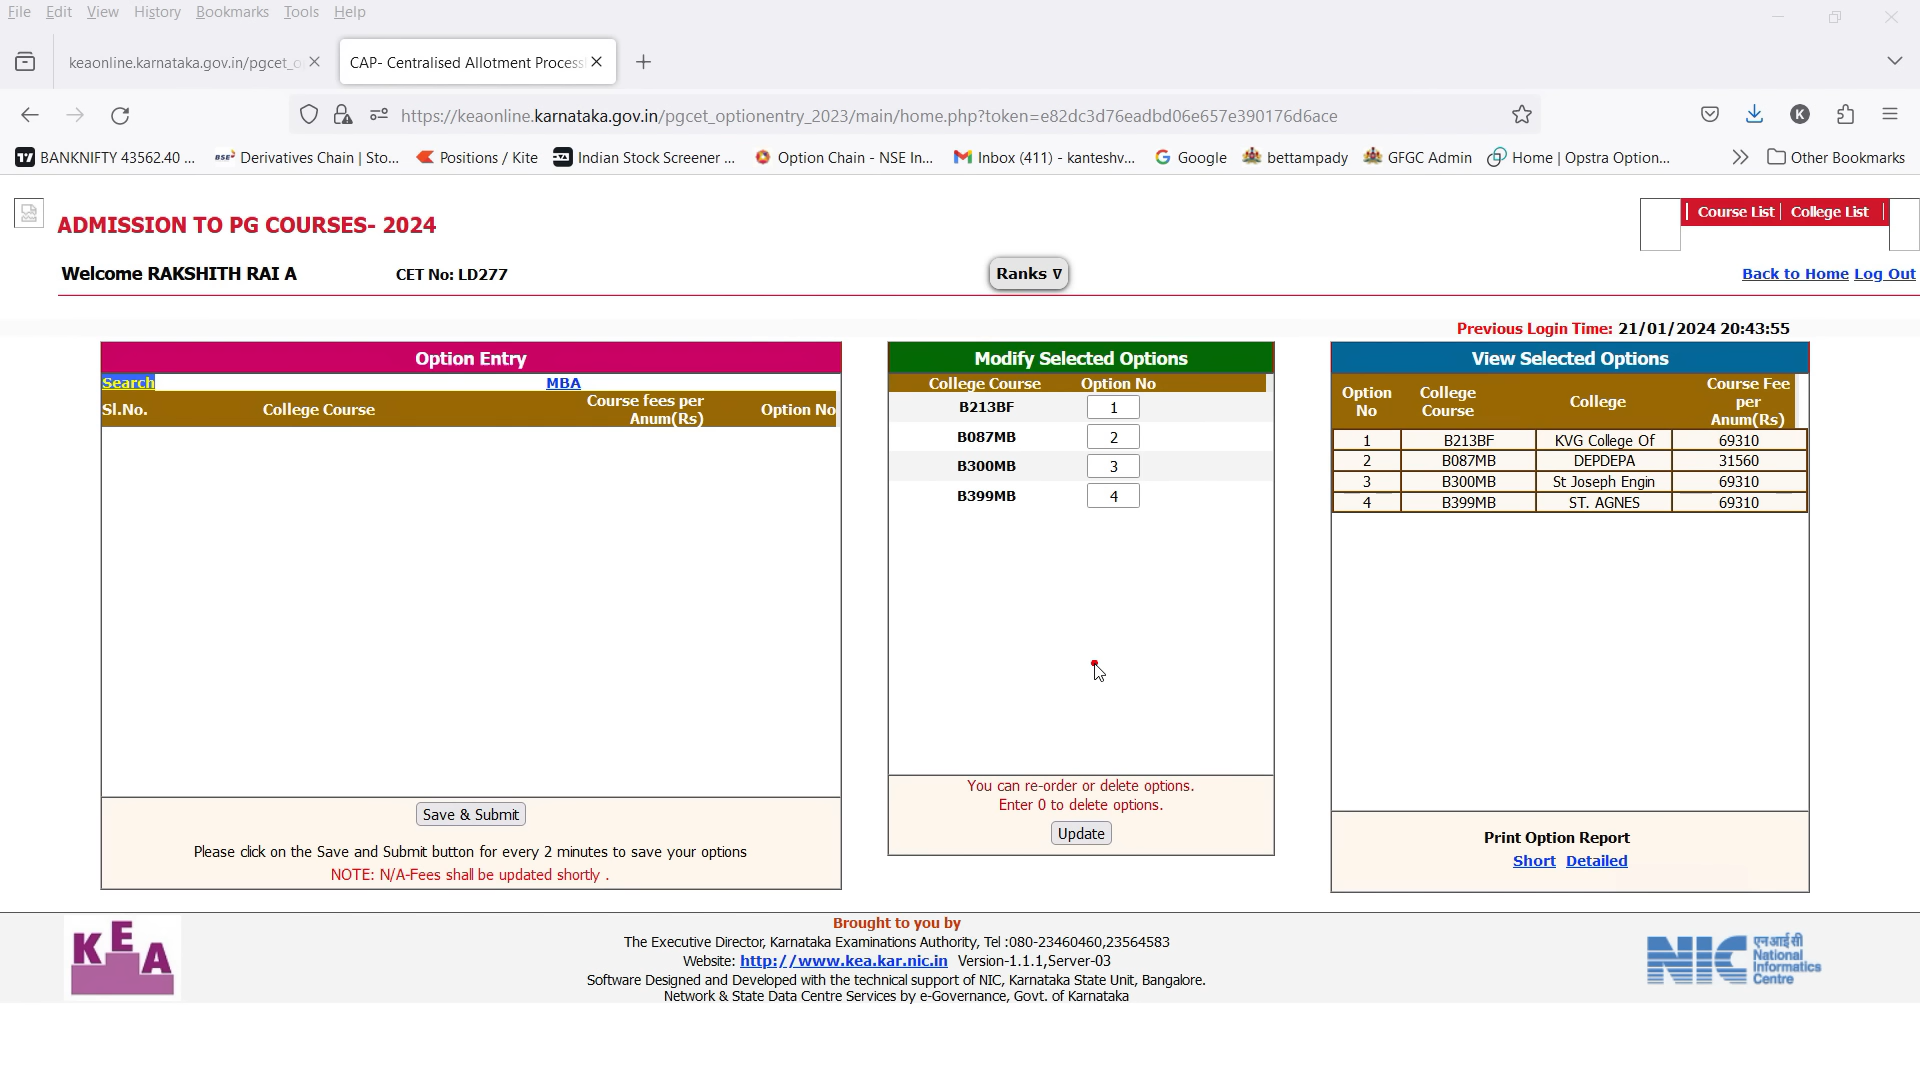 File Edit View History Bookmarks Tools Help
keaonline.karnataka.gov.in/pgcet_o
CAP- Centralised Allotment Process
https://keaonline.karnataka.gov.in/pgcet_optionentry_2023/main/home.php?token=e82dc3d76eadbd06e657e390176d6ace
K
BANKNIFTY 43562.40 ... Derivatives Chain | Sto... Positions / Kite Indian Stock Screener ... Option Chain - NSE In... Inbox (411) - kanteshv... Google bettampady GFGC Admin Home | Opstra Option... Other Bookmarks
ADMISSION TO PG COURSES- 2024
Course List | College List |
Welcome RAKSHITH RAI A CET No: LD277 Ranks ∇ Back to Home Log Out
Previous Login Time: 21/01/2024 20:43:55
Option Entry
Search MBA
Sl.No. College Course Course fees per Anum(Rs) Option No
Save & Submit
Please click on the Save and Submit button for every 2 minutes to save your options
NOTE: N/A-Fees shall be updated shortly .
Modify Selected Options
College Course Option No
B213BF 1
B087MB 2
B300MB 3
B399MB 4
You can re-order or delete options.
Enter 0 to delete options.
Update
View Selected Options
Option No College Course College Course Fee per Anum(Rs)
1 B213BF KVG College Of 69310
2 B087MB DEPDEPA 31560
3 B300MB St Joseph Engin 69310
4 B399MB ST. AGNES 69310
Print Option Report
Short Detailed
KEA
Brought to you by
The Executive Director, Karnataka Examinations Authority, Tel :080-23460460,23564583
Website: http://www.kea.kar.nic.in Version-1.1.1,Server-03
Software Designed and Developed with the technical support of NIC, Karnataka State Unit, Bangalore.
Network & State Data Centre Services by e-Governance, Govt. of Karnataka
NIC
एनआईसी
National
Informatics
Centre